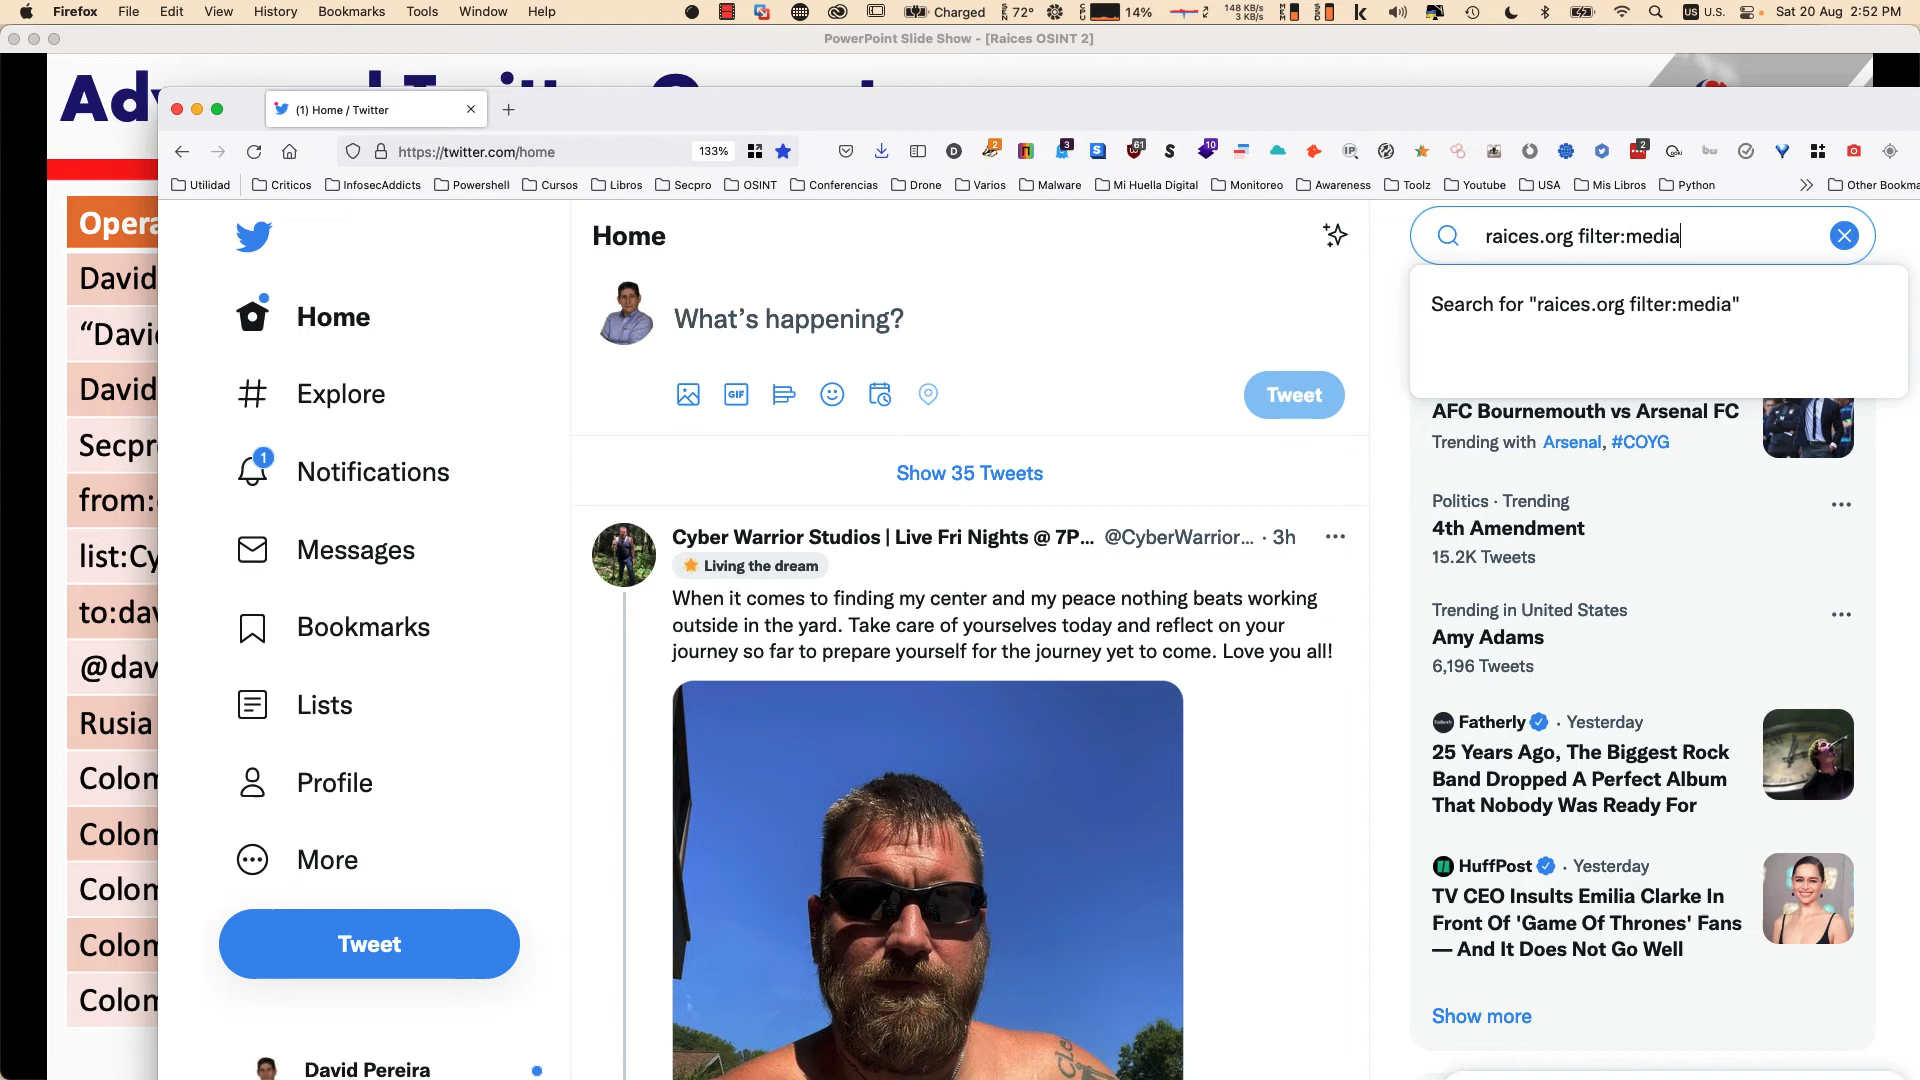 Firefox File Edit View History Bookmarks Tools Window Help
Charged 72° 14% 148 KB/s 3 KB/s US U.S. Sat 20 Aug 2:52 PM
PowerPoint Slide Show - [Raices OSINT 2]
(1) Home / Twitter
https://twitter.com/home 133%
Utilidad Criticos InfosecAddicts Powershell Cursos Libros Secpro OSINT Conferencias Drone Varios Malware Mi Huella Digital Monitoreo Awareness Toolz Youtube USA Mis Libros Python Other Bookma
Opera
David
“Davi
David
Secpr
from:
list:Cy
to:dav
@dav
Rusia
Colom
Colom
Colom
Colom
Colom
Home
Explore
1
Notifications
Messages
Bookmarks
Lists
Profile
More
Tweet
David Pereira
Home
What’s happening?
GIF
Tweet
Show 35 Tweets
Cyber Warrior Studios | Live Fri Nights @ 7P... @CyberWarrior... · 3h
Living the dream
When it comes to finding my center and my peace nothing beats working
outside in the yard. Take care of yourselves today and reflect on your
journey so far to prepare yourself for the journey yet to come. Love you all!
raices.org filter:media
Search for "raices.org filter:media"
AFC Bournemouth vs Arsenal FC
Trending with Arsenal, #COYG
Politics · Trending
4th Amendment
15.2K Tweets
Trending in United States
Amy Adams
6,196 Tweets
Fatherly · Yesterday
25 Years Ago, The Biggest Rock
Band Dropped A Perfect Album
That Nobody Was Ready For
HuffPost · Yesterday
TV CEO Insults Emilia Clarke In
Front Of 'Game Of Thrones' Fans
— And It Does Not Go Well
Show more